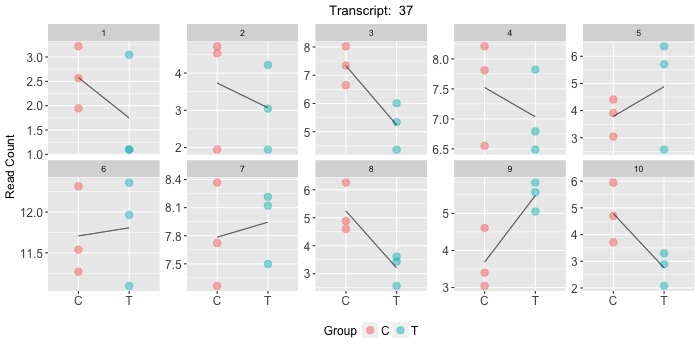 Transcript: 37
1 2 3 4 5
3.0 2.5 2.0 1.5 1.0
4 3 2
8 7 6 5
8.0 7.5 7.0 6.5
6 5 4 3
Read Count
6 7 8 9 10
12.0 11.5
8.4 8.1 7.8 7.5
6 5 4 3
5 4 3
6 5 4 3 2
C T C T C T C T C T
Group C T